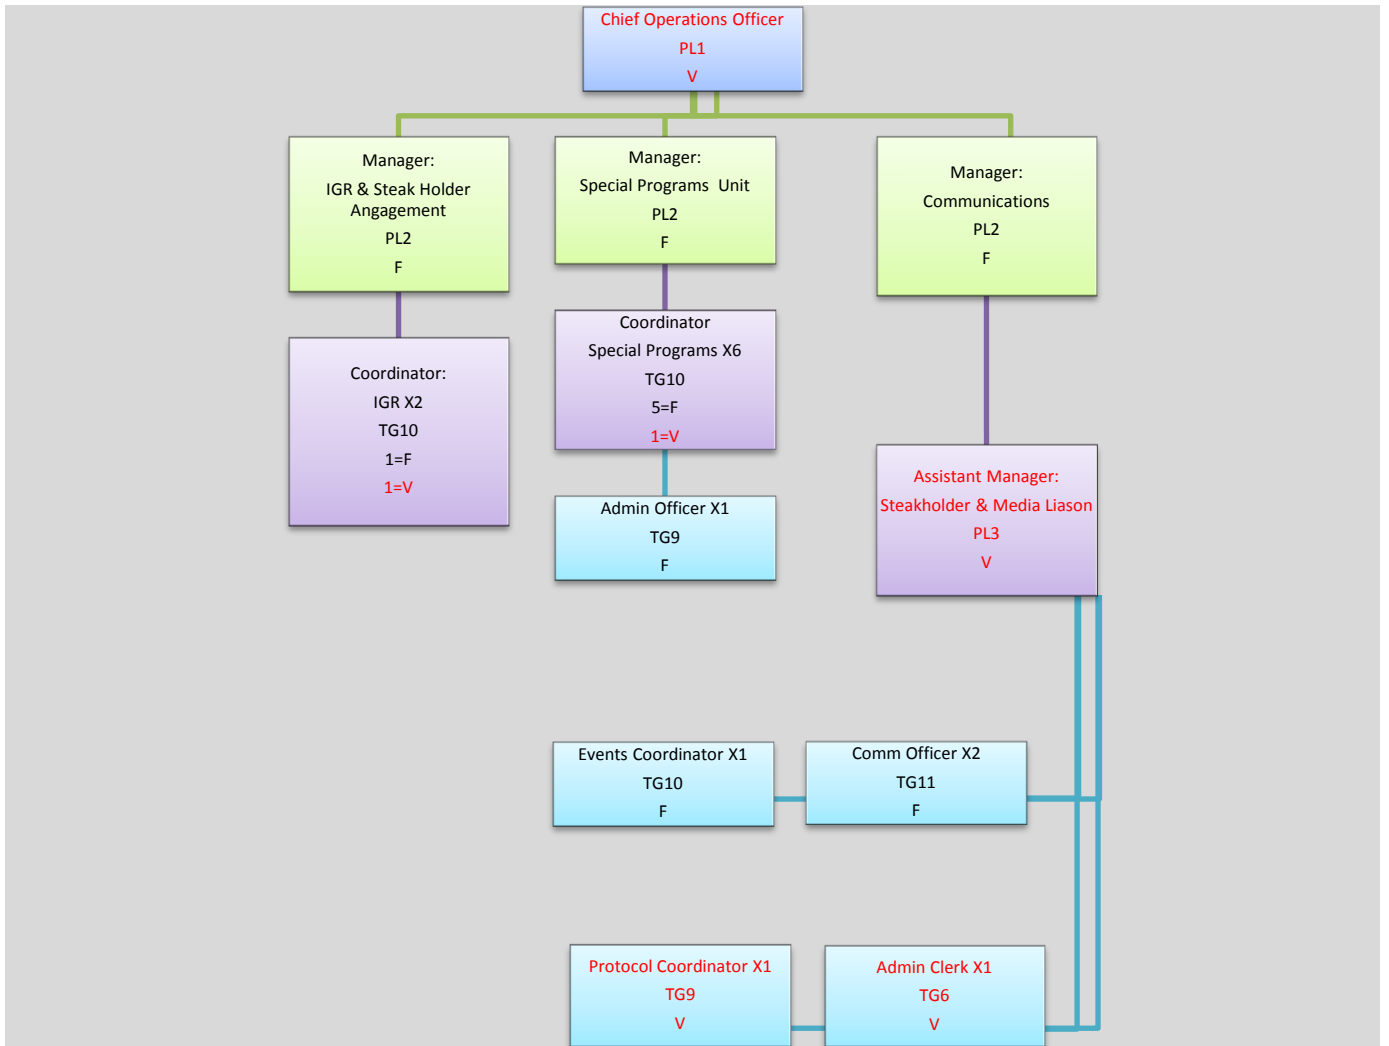 Chief Operations Officer
PL1
V
Manager:
IGR & Steak Holder
Angagement
PL2
F
Manager:
Special Programs Unit
PL2
F
Manager:
Communications
PL2
F
Coordinator:
IGR X2
TG10
1=F
1=V
Coordinator
Special Programs X6
TG10
5=F
1=V
Admin Officer X1
TG9
F
Assistant Manager:
Steakholder & Media Liason
PL3
V
Events Coordinator X1
TG10
F
Comm Officer X2
TG11
F
Protocol Coordinator X1
TG9
V
Admin Clerk X1
TG6
V